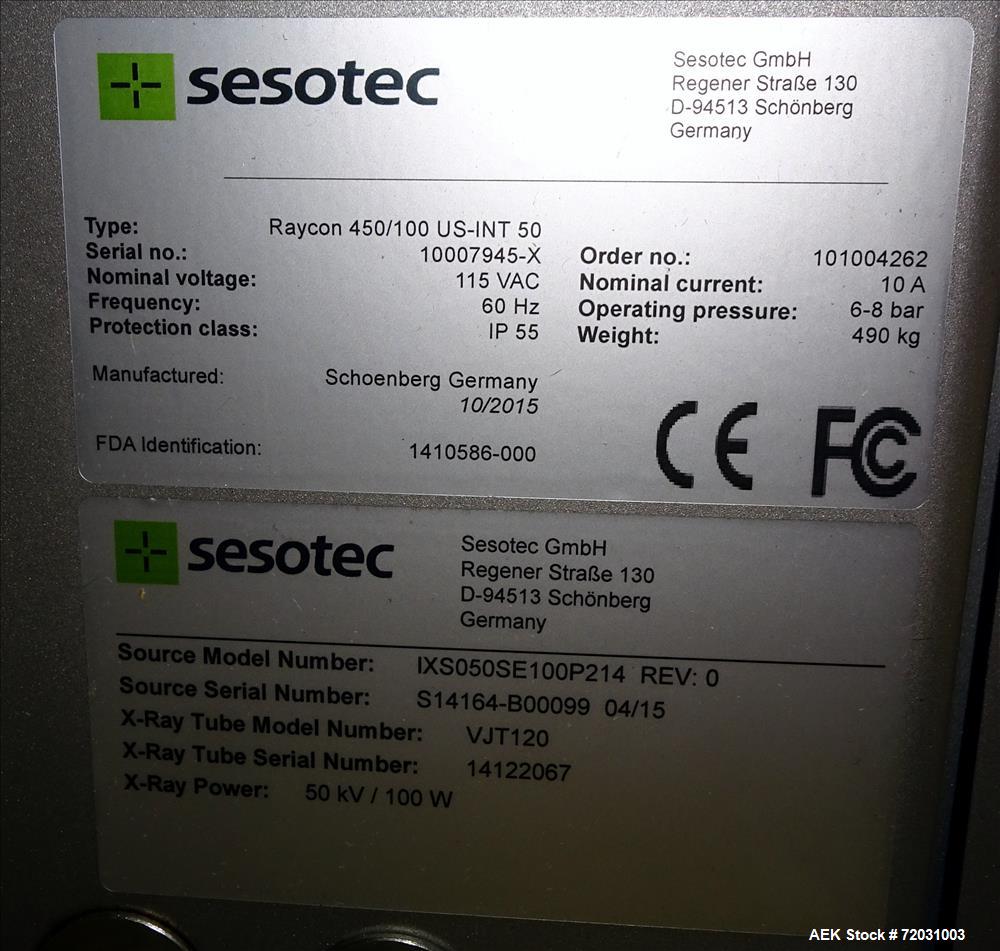 sesotec
Sesotec GmbH
Regener Straße 130
D-94513 Schönberg
Germany
Type: Raycon 450/100 US-INT 50
Serial no.: 10007945-X Order no.: 101004262
Nominal voltage: 115 VAC Nominal current: 10 A
Frequency: 60 Hz Operating pressure: 6-8 bar
Protection class: IP 55 Weight: 490 kg
Manufactured: Schoenberg Germany
10/2015
FDA Identification: 1410586-000
CE FC
sesotec
Sesotec GmbH
Regener Straße 130
D-94513 Schönberg
Germany
Source Model Number: IXS050SE100P214 REV: 0
Source Serial Number: S14164-B00099 04/15
X-Ray Tube Model Number: VJT120
X-Ray Tube Serial Number: 14122067
X-Ray Power: 50 kV / 100 W
AEK Stock #72031003